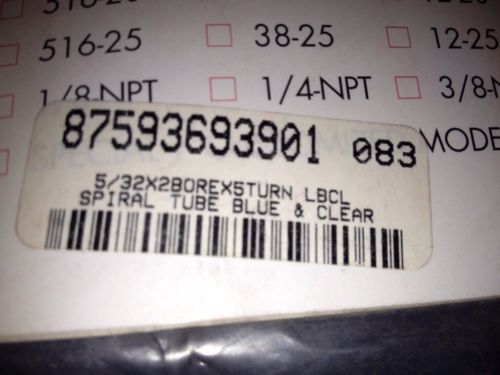 516-25 38-25 12-25
1/8-NPT 1/4-NPT 3/8-N
MODE
87593693901 083
5/32X2BOREX5TURN LBCL
SPIRAL TUBE BLUE & CLEAR